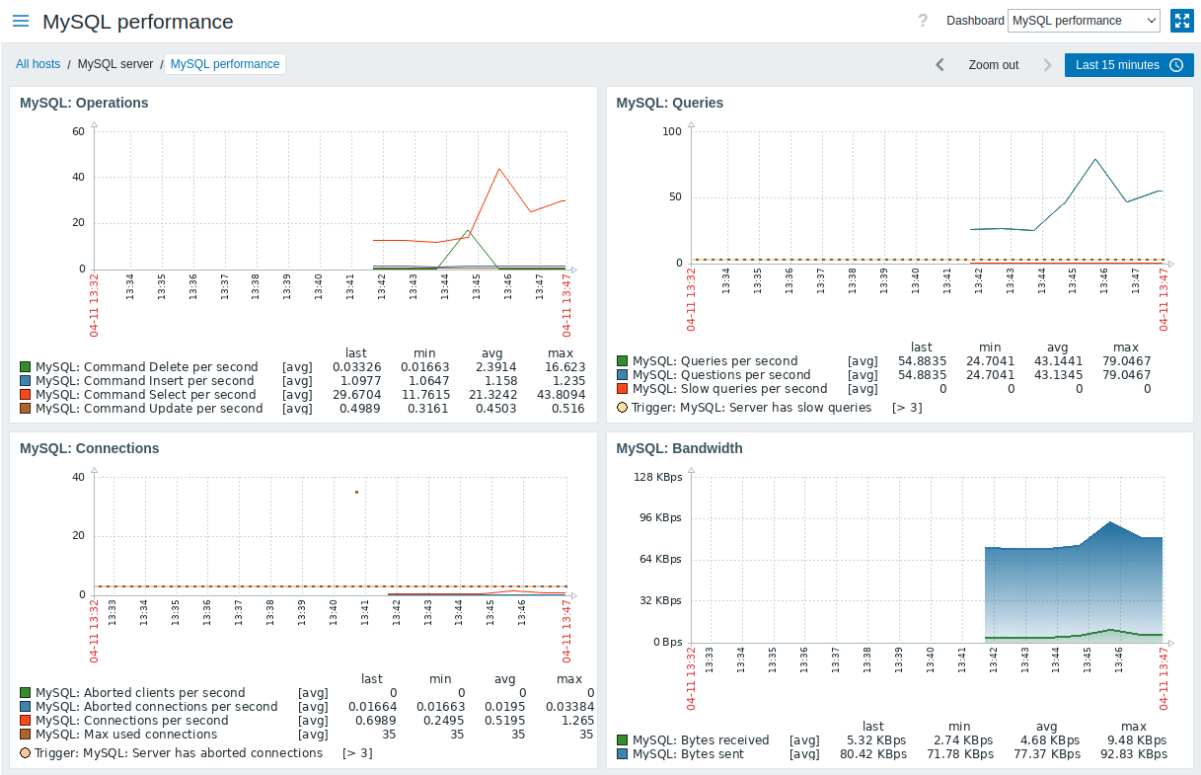 MySQL performance
? Dashboard MySQL performance
All hosts / MySQL server / MySQL performance
Zoom out Last 15 minutes
MySQL: Operations
60
40
20
0
04-11 13:32 13:34 13:35 13:36 13:37 13:38 13:39 13:40 13:41 13:42 13:43 13:44 13:45 13:46 13:47 04-11 13:47
last min avg max
MySQL: Command Delete per second [avg] 0.03326 0.01663 2.3914 16.623
MySQL: Command Insert per second [avg] 1.0977 1.0647 1.158 1.235
MySQL: Command Select per second [avg] 29.6704 11.7615 21.3242 43.8094
MySQL: Command Update per second [avg] 0.4989 0.3161 0.4503 0.516
MySQL: Queries
100
50
0
04-11 13:32 13:34 13:35 13:36 13:37 13:38 13:39 13:40 13:41 13:42 13:43 13:44 13:45 13:46 13:47 04-11 13:47
last min avg max
MySQL: Queries per second [avg] 54.8835 24.7041 43.1441 79.0467
MySQL: Questions per second [avg] 54.8835 24.7041 43.1345 79.0467
MySQL: Slow queries per second [avg] 0 0 0 0
Trigger: MySQL: Server has slow queries [> 3]
MySQL: Connections
40
20
0
04-11 13:32 13:33 13:34 13:35 13:36 13:37 13:38 13:39 13:40 13:41 13:42 13:43 13:44 13:45 13:46 04-11 13:47
last min avg max
MySQL: Aborted clients per second [avg] 0 0 0 0
MySQL: Aborted connections per second [avg] 0.01664 0.01663 0.0195 0.03384
MySQL: Connections per second [avg] 0.6989 0.2495 0.5195 1.265
MySQL: Max used connections [avg] 35 35 35 35
Trigger: MySQL: Server has aborted connections [> 3]
MySQL: Bandwidth
128 KBps
96 KBps
64 KBps
32 KBps
0 Bps
04-11 13:32 13:33 13:34 13:35 13:36 13:37 13:38 13:39 13:40 13:41 13:42 13:43 13:44 13:45 13:46 04-11 13:47
last min avg max
MySQL: Bytes received [avg] 5.32 KBps 2.74 KBps 4.68 KBps 9.48 KBps
MySQL: Bytes sent [avg] 80.42 KBps 71.78 KBps 77.37 KBps 92.83 KBps